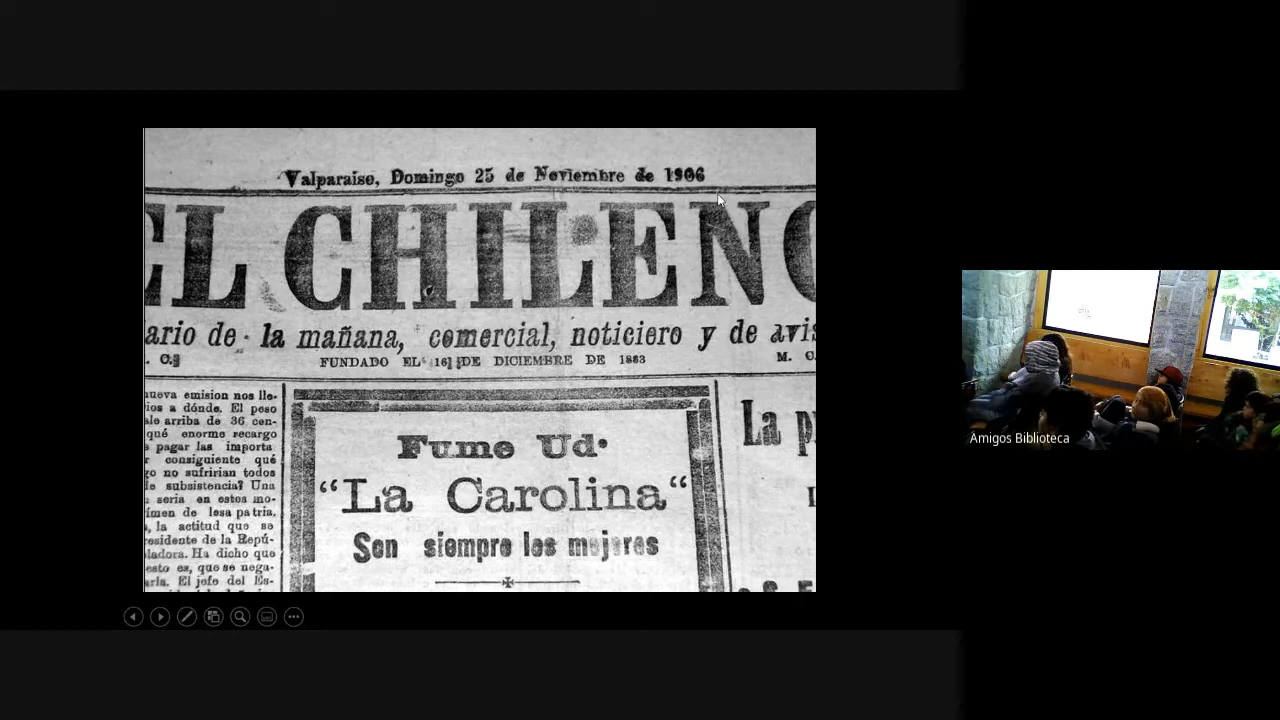 Valparaiso, Domingo 25 de Noviembre de 1906
EL CHILENO
ario de la mañana, comercial, noticiero y de avis
. O.
FUNDADO EL 16 DE DICIEMBRE DE 1883
M. O.
nueva emision nos lle-
ios a dónde. El peso
ale arriba de 36 cen-
qué enorme recargo
pagar las importa
r consiguiente qué
go no sufririan todos
e subsistencia? Una
seria en estos mo-
ímen de lesa patria.
, la actitud que se
residente de la Repú-
ladora. Ha dicho que
esto es, que se nega-
arla. El jefe del Es-
Fume Ud.
"La Carolina"
Son siempre los mejores
La p
Amigos Biblioteca